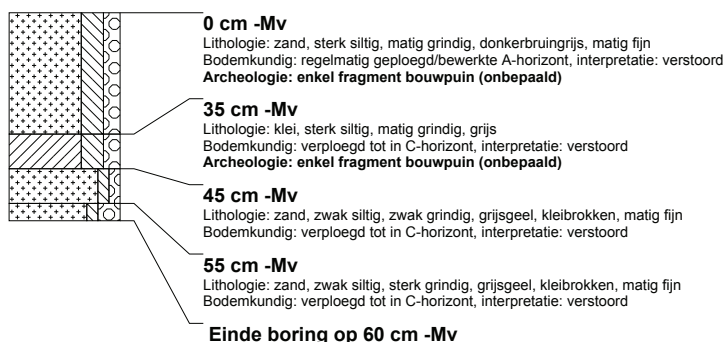 0 cm -Mv
Lithologie: zand, sterk siltig, matig grindig, donkerbruingrijs, matig fijn
Bodemkundig: regelmatig geploegd/bewerkte A-horizont, interpretatie: verstoord
Archeologie: enkel fragment bouwpuin (onbepaald)
35 cm -Mv
Lithologie: klei, sterk siltig, matig grindig, grijs
Bodemkundig: verploegd tot in C-horizont, interpretatie: verstoord
Archeologie: enkel fragment bouwpuin (onbepaald)
45 cm -Mv
Lithologie: zand, zwak siltig, zwak grindig, grijsgeel, kleibrokken, matig fijn
Bodemkundig: verploegd tot in C-horizont, interpretatie: verstoord
55 cm -Mv
Lithologie: zand, zwak siltig, sterk grindig, grijsgeel, kleibrokken, matig fijn
Bodemkundig: verploegd tot in C-horizont, interpretatie: verstoord
Einde boring op 60 cm -Mv